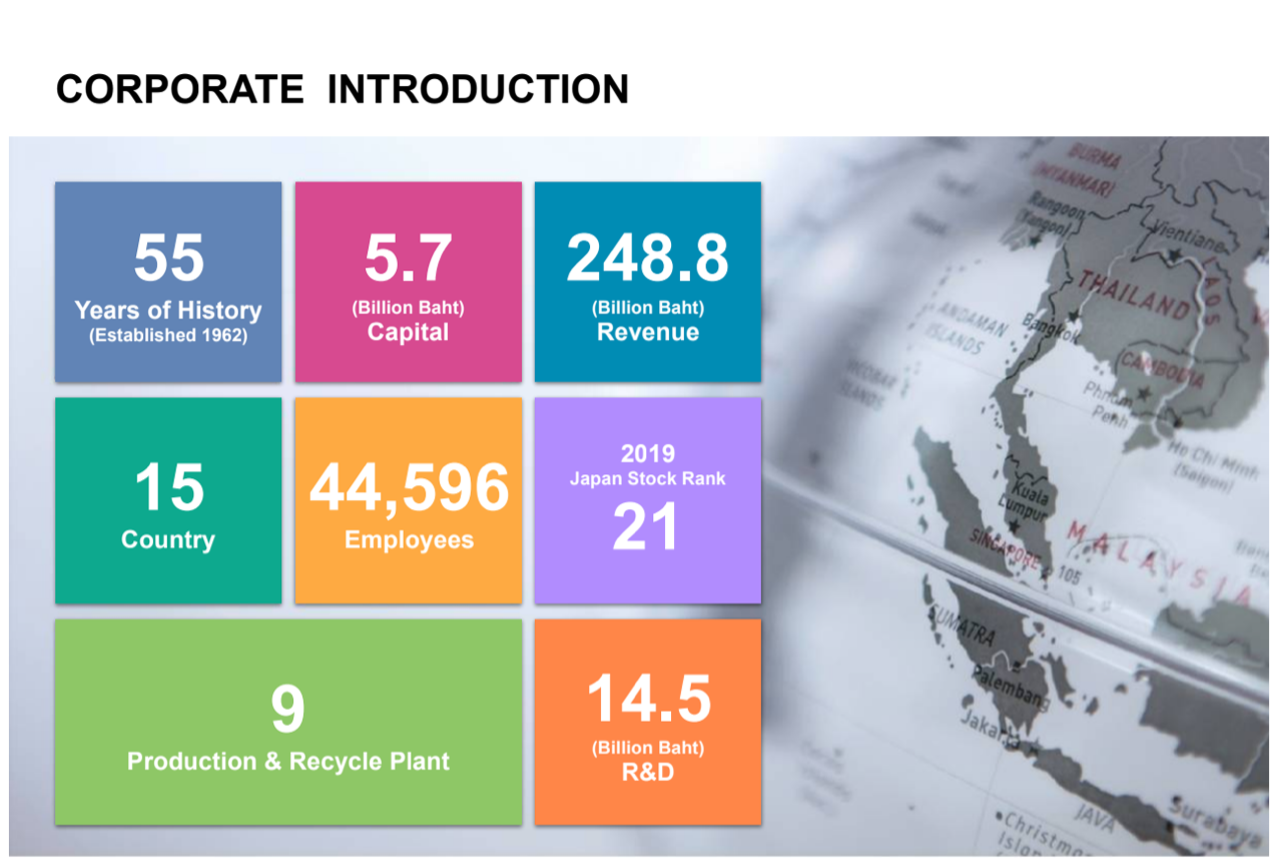 CORPORATE INTRODUCTION
55
Years of History
(Established 1962)
5.7
(Billion Baht)
Capital
248.8
(Billion Baht)
Revenue
15
Country
44,596
Employees
2019
Japan Stock Rank
21
9
Production & Recycle Plant
14.5
(Billion Baht)
R&D
BURMA
(MYANMAR)
Rangoon
(Yangon)
Vientiane
LAOS
THAILAND
ANDAMAN
ISLANDS
Bangkok
CAMBODIA
Phnom
Penh
Ho Chi Minh
(Saigon)
Kuala
Lumpur
MALAYSIA
SINGAPORE
105
SUMATRA
Palembang
Jakarta
JAVA
Surabaya
Christmas